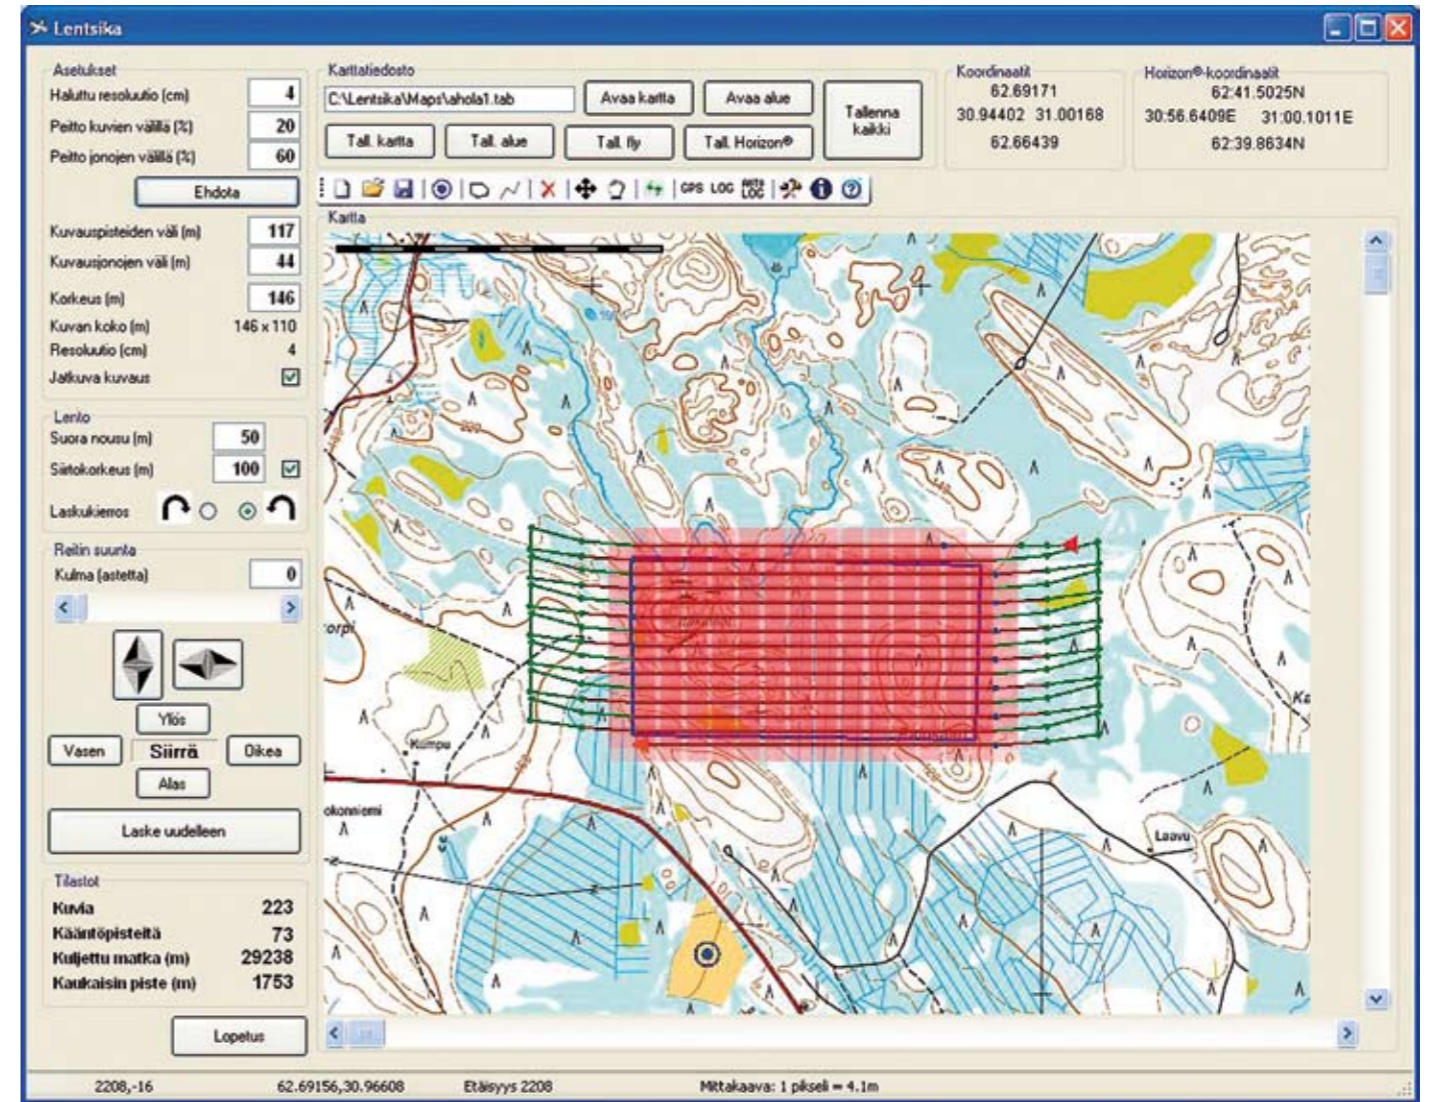 Lentsika
Asetukset
Haluttu resoluutio (cm) 4
Peitto kuvien välillä (%) 20
Peitto jonojen välillä (%) 60
Ehdota
Kuvauspisteiden väli (m) 117
Kuvausjonojen väli (m) 44
Korkeus (m) 146
Kuvan koko (m) 146 x 110
Resoluutio (cm) 4
Jatkuva kuvaus
Lento
Suora nousu (m) 50
Siirtokorkeus (m) 100
Laskukierros
Reitin suunta
Kulma (astetta) 0
Ylös
Vasen Siirrä Oikea
Alas
Laske uudelleen
Tilastot
Kuvia 223
Kääntöpisteitä 73
Kuljettu matka (m) 29238
Kaukaisin piste (m) 1753
Lopetus
Karttatiedosto
C:\Lentsika\Maps\ahola1.tab
Avaa kartta
Avaa alue
Tallenna
kaikki
Tall. kartta
Tall. alue
Tall. fly
Tall. Horizon®
Koordinaatit
62.69171
30.94402 31.00168
62.66439
Horizon®-koordinaatit
62:41.5025N
30:56.6409E 31:00.1011E
62:39.8634N
GPS LOG AUTO LOG
Kartta
orpi
Kumpu
okonniemi
Laavu
Ka
2208,-16 62.69156,30.96608 Etäisyys 2208 Mittakaava: 1 pikseli = 4.1m